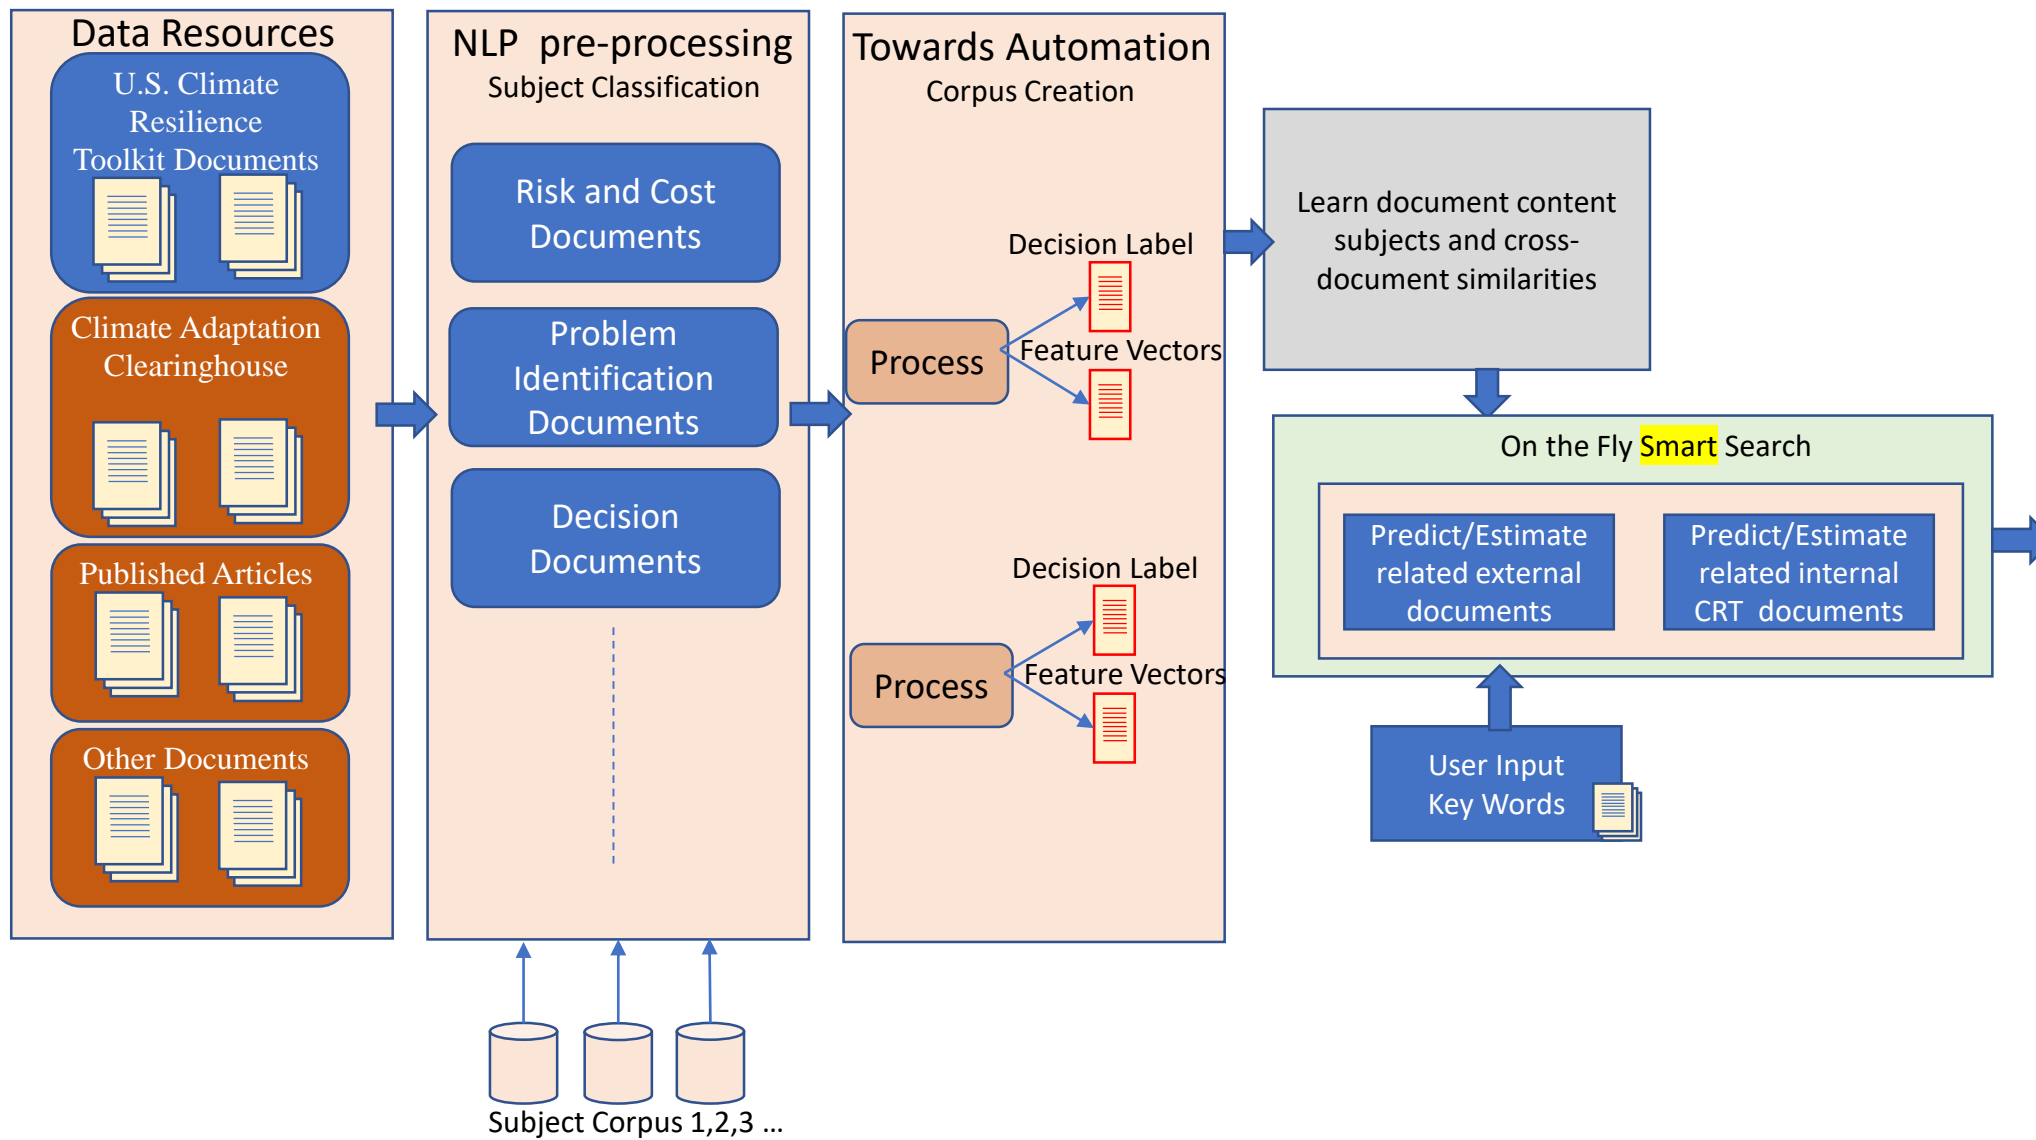 Data Resources
U.S. Climate
Resilience
Toolkit Documents
Climate Adaptation
Clearinghouse
Published Articles
Other Documents
NLP pre-processing
Subject Classification
Risk and Cost
Documents
Problem
Identification
Documents
Decision
Documents
Subject Corpus 1,2,3 ...
Towards Automation
Corpus Creation
Decision Label
Process
Feature Vectors
Decision Label
Process
Feature Vectors
Learn document content
subjects and cross-
document similarities
On the Fly Smart Search
Predict/Estimate
related external
documents
Predict/Estimate
related internal
CRT documents
User Input
Key Words